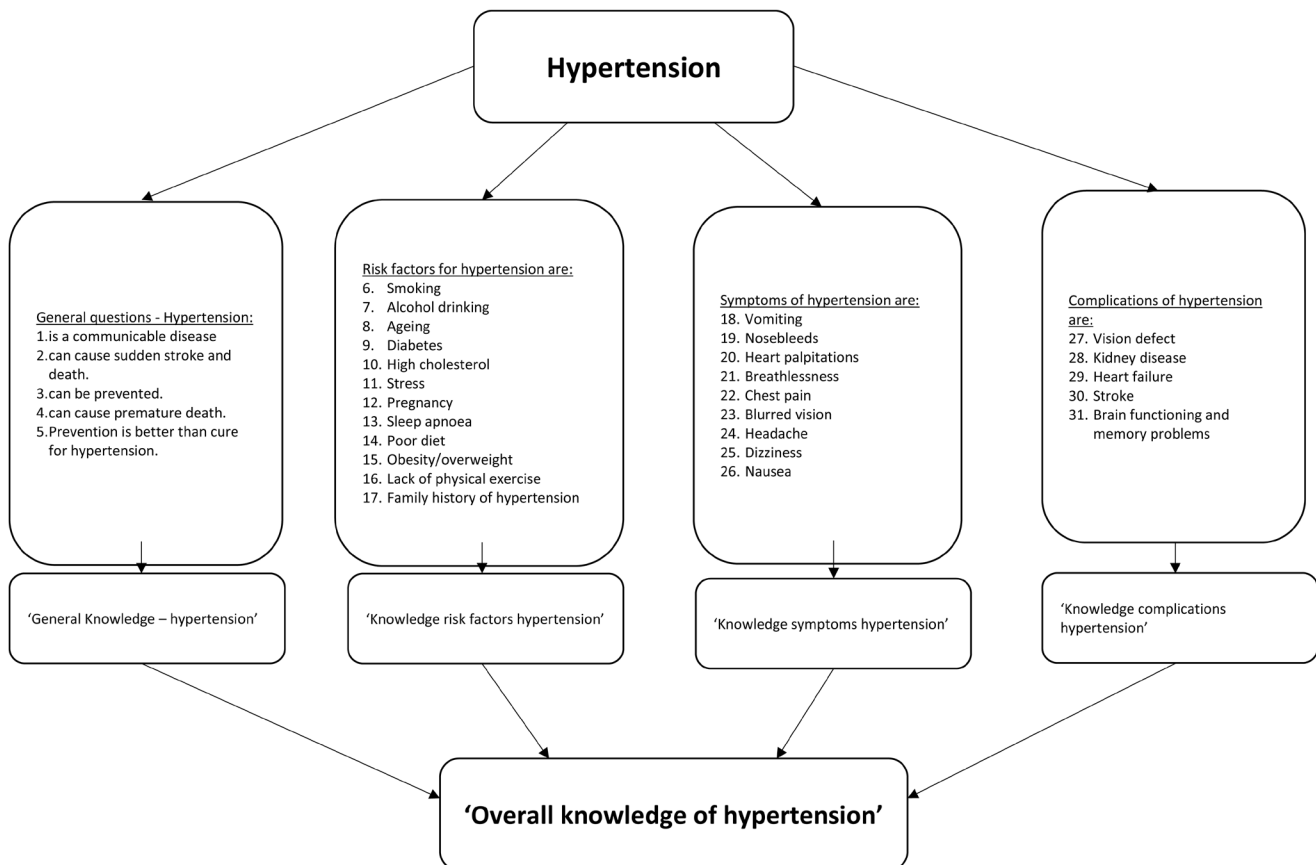 Hypertension
General questions - Hypertension:
1.is a communicable disease
2.can cause sudden stroke and
death.
3.can be prevented.
4.can cause premature death.
5.Prevention is better than cure
for hypertension.
Risk factors for hypertension are:
6. Smoking
7. Alcohol drinking
8. Ageing
9. Diabetes
10. High cholesterol
11. Stress
12. Pregnancy
13. Sleep apnoea
14. Poor diet
15. Obesity/overweight
16. Lack of physical exercise
17. Family history of hypertension
Symptoms of hypertension are:
18. Vomiting
19. Nosebleeds
20. Heart palpitations
21. Breathlessness
22. Chest pain
23. Blurred vision
24. Headache
25. Dizziness
26. Nausea
Complications of hypertension
are:
27. Vision defect
28. Kidney disease
29. Heart failure
30. Stroke
31. Brain functioning and
memory problems
‘General Knowledge – hypertension’
‘Knowledge risk factors hypertension’
‘Knowledge symptoms hypertension’
‘Knowledge complications
hypertension’
‘Overall knowledge of hypertension’